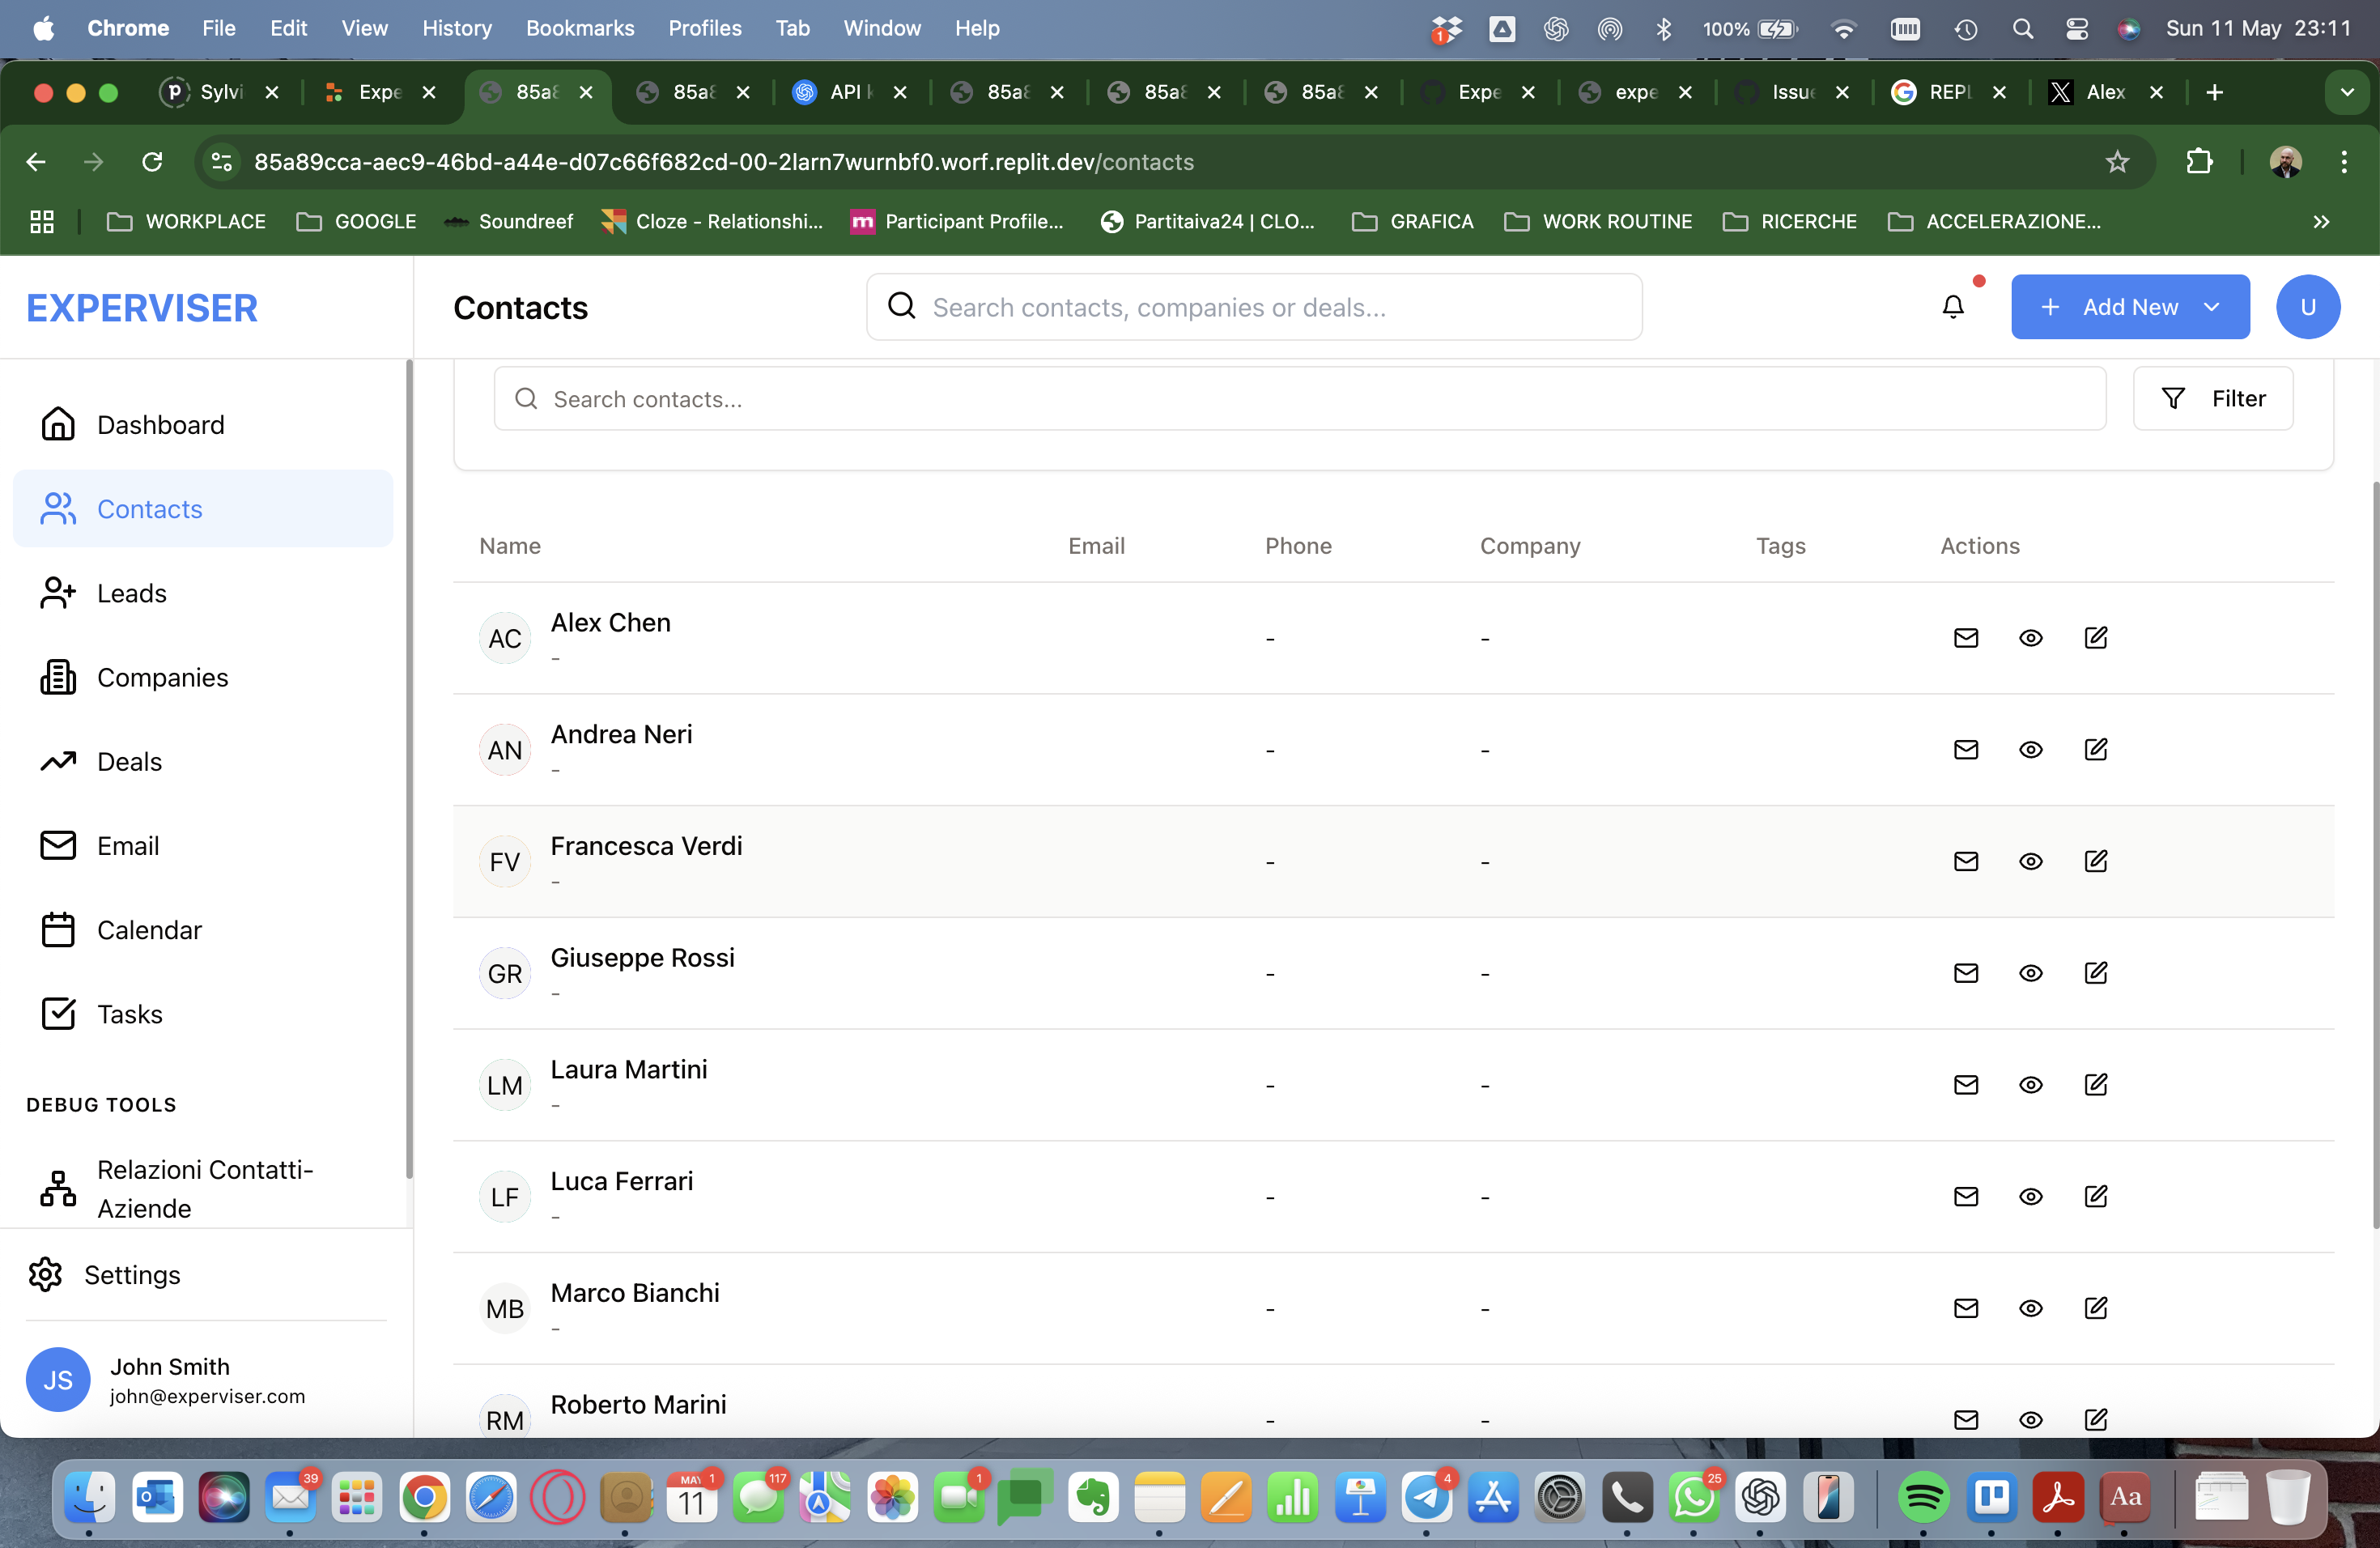 Chrome File Edit View History Bookmarks Profiles Tab Window Help 1 100% Sun 11 May 23:11
Sylvi Expe 85a8 85a8 API k 85a8 85a8 85a8 Expe expe Issue REPL Alex
85a89cca-aec9-46bd-a44e-d07c66f682cd-00-2larn7wurnbf0.worf.replit.dev/contacts
WORKPLACE GOOGLE Soundreef Cloze - Relationshi... Participant Profile... Partitaiva24 | CLO... GRAFICA WORK ROUTINE RICERCHE ACCELERAZIONE...
EXPERVISER
Contacts
Search contacts, companies or deals...
+ Add New
U
Dashboard
Contacts
Leads
Companies
Deals
Email
Calendar
Tasks
DEBUG TOOLS
Relazioni Contatti-
Aziende
Settings
JS
John Smith
john@experviser.com
Search contacts...
Filter
Name Email Phone Company Tags Actions
AC Alex Chen - -
-
AN Andrea Neri - -
-
FV Francesca Verdi - -
-
GR Giuseppe Rossi - -
-
LM Laura Martini - -
-
LF Luca Ferrari - -
-
MB Marco Bianchi - -
-
RM Roberto Marini - -
39 MAY 11 1 117 1 4 25 Aa